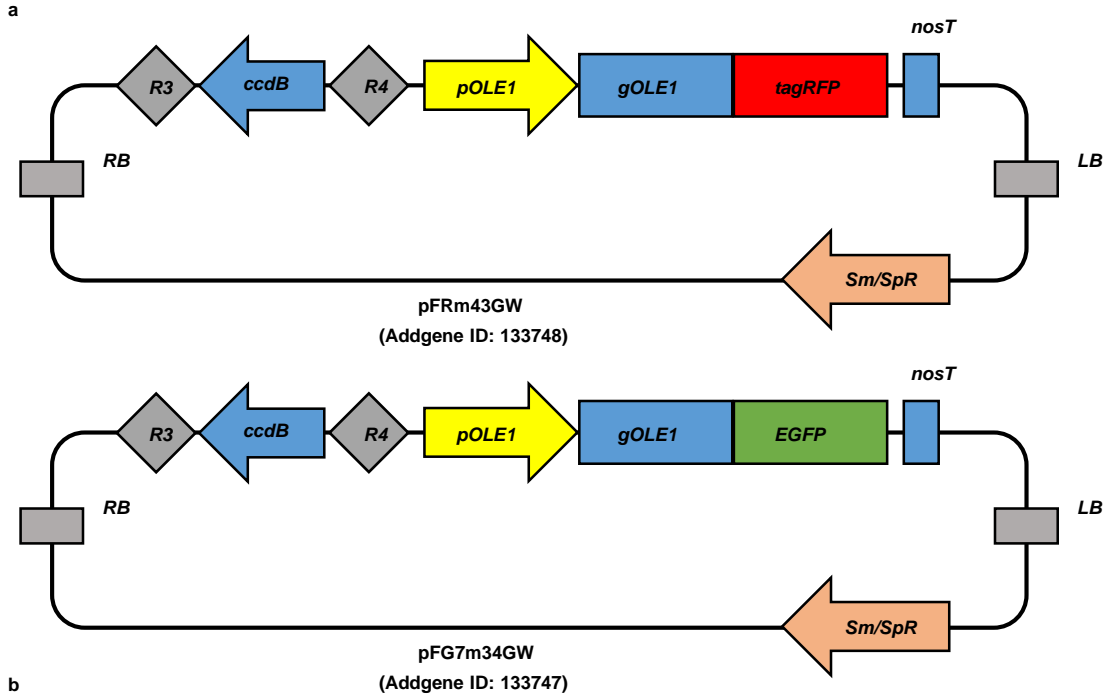 a
nosT
R3 ccdB R4 pOLE1 gOLE1 tagRFP
RB LB
Sm/SpR
pFRm43GW
(Addgene ID: 133748)
nosT
R3 ccdB R4 pOLE1 gOLE1 EGFP
RB LB
Sm/SpR
pFG7m34GW
(Addgene ID: 133747)
b